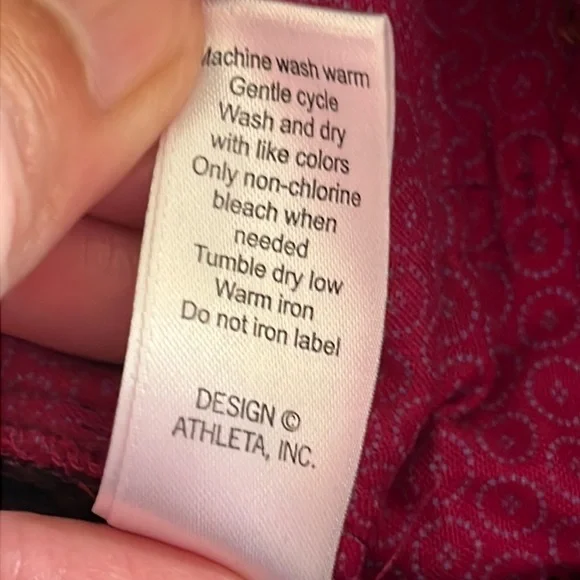 Machine wash warm
Gentle cycle
Wash and dry
with like colors
Only non-chlorine
bleach when
needed
Tumble dry low
Warm iron
Do not iron label
DESIGN ©
ATHLETA, INC.